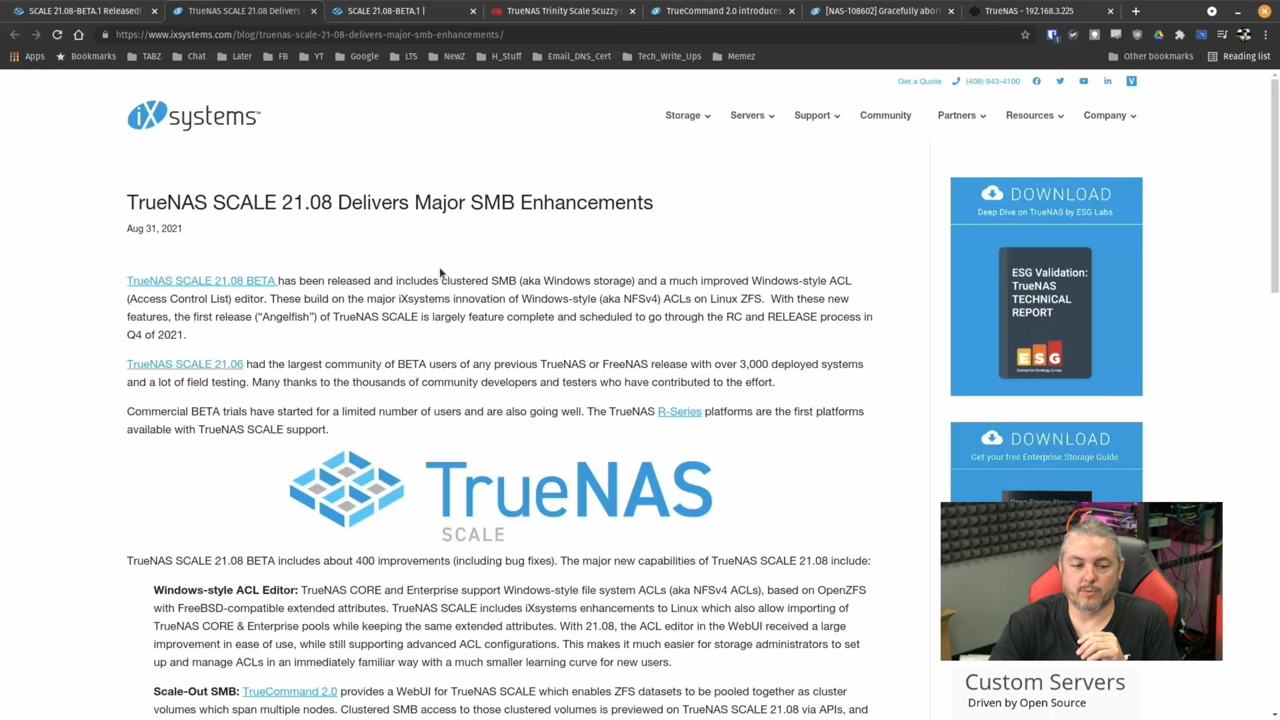 SCALE 21.08-BETA.1 Released!
TrueNAS SCALE 21.08 Delivers
SCALE 21.08-BETA.1 |
TrueNAS Trinity Scale Scuzzy
TrueCommand 2.0 introduces
[NAS-108602] Gracefully abor
TrueNAS - 192.168.3.225
https://www.ixsystems.com/blog/truenas-scale-21-08-delivers-major-smb-enhancements/
Apps
Bookmarks
TABZ
Chat
Later
FB
YT
Google
LTS
NewZ
H_Stuff
Email_DNS_Cert
Tech_Write_Ups
Memez
Other bookmarks
Reading list
Get a Quote
(408) 943-4100
iXsystems™
Storage
Servers
Support
Community
Partners
Resources
Company
TrueNAS SCALE 21.08 Delivers Major SMB Enhancements
Aug 31, 2021
TrueNAS SCALE 21.08 BETA has been released and includes clustered SMB (aka Windows storage) and a much improved Windows-style ACL
(Access Control List) editor. These build on the major iXsystems innovation of Windows-style (aka NFSv4) ACLs on Linux ZFS. With these new
features, the first release (“Angelfish”) of TrueNAS SCALE is largely feature complete and scheduled to go through the RC and RELEASE process in
Q4 of 2021.
TrueNAS SCALE 21.06 had the largest community of BETA users of any previous TrueNAS or FreeNAS release with over 3,000 deployed systems
and a lot of field testing. Many thanks to the thousands of community developers and testers who have contributed to the effort.
Commercial BETA trials have started for a limited number of users and are also going well. The TrueNAS R-Series platforms are the first platforms
available with TrueNAS SCALE support.
TrueNAS
SCALE
TrueNAS SCALE 21.08 BETA includes about 400 improvements (including bug fixes). The major new capabilities of TrueNAS SCALE 21.08 include:
Windows-style ACL Editor: TrueNAS CORE and Enterprise support Windows-style file system ACLs (aka NFSv4 ACLs), based on OpenZFS
with FreeBSD-compatible extended attributes. TrueNAS SCALE includes iXsystems enhancements to Linux which also allow importing of
TrueNAS CORE & Enterprise pools while keeping the same extended attributes. With 21.08, the ACL editor in the WebUI received a large
improvement in ease of use, while still supporting advanced ACL configurations. This makes it much easier for storage administrators to set
up and manage ACLs in an immediately familiar way with a much smaller learning curve for new users.
Scale-Out SMB: TrueCommand 2.0 provides a WebUI for TrueNAS SCALE which enables ZFS datasets to be pooled together as cluster
volumes which span multiple nodes. Clustered SMB access to those clustered volumes is previewed on TrueNAS 21.08 via APIs, and
DOWNLOAD
Deep Dive on TrueNAS by ESG Labs
ESG Validation:
TrueNAS
TECHNICAL
REPORT
ESG
DOWNLOAD
Get your free Enterprise Storage Guide
Custom Servers
Driven by Open Source